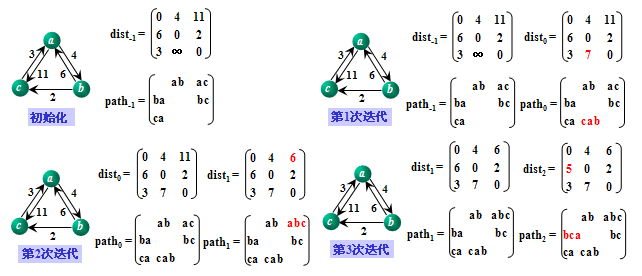 a
3 4
11 6
c b
2
初始化
dist₋₁ =
0 4 11
6 0 2
3 ∞ 0
path₋₁ =
ab ac
ba bc
ca
a
3 4
11 6
c b
2
第1次迭代
dist₋₁ =
0 4 11
6 0 2
3 ∞ 0
dist₀ =
0 4 11
6 0 2
3 7 0
path₋₁ =
ab ac
ba bc
ca
path₀ =
ab ac
ba bc
ca cab
a
3 4
11 6
c b
2
第2次迭代
dist₀ =
0 4 11
6 0 2
3 7 0
dist₁ =
0 4 6
6 0 2
3 7 0
path₀ =
ab ac
ba bc
ca cab
path₁ =
ab abc
ba bc
ca cab
a
3 4
11 6
c b
2
第3次迭代
dist₁ =
0 4 6
6 0 2
3 7 0
dist₂ =
0 4 6
5 0 2
3 7 0
path₁ =
ab abc
ba bc
ca cab
path₂ =
ab abc
bca bc
ca cab